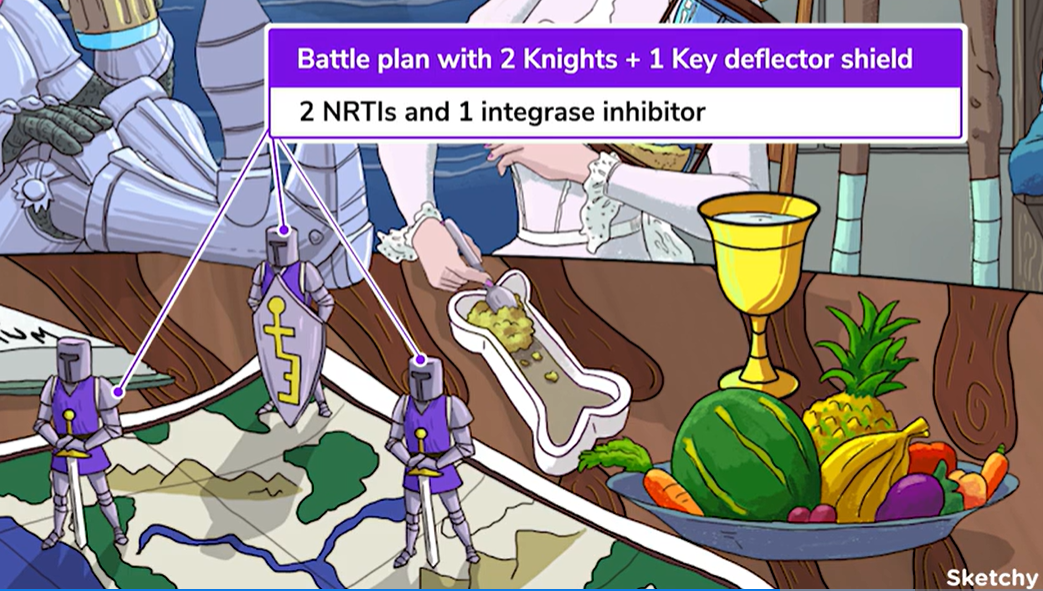 Battle plan with 2 Knights + 1 Key deflector shield
2 NRTIs and 1 integrase inhibitor
Sketchy